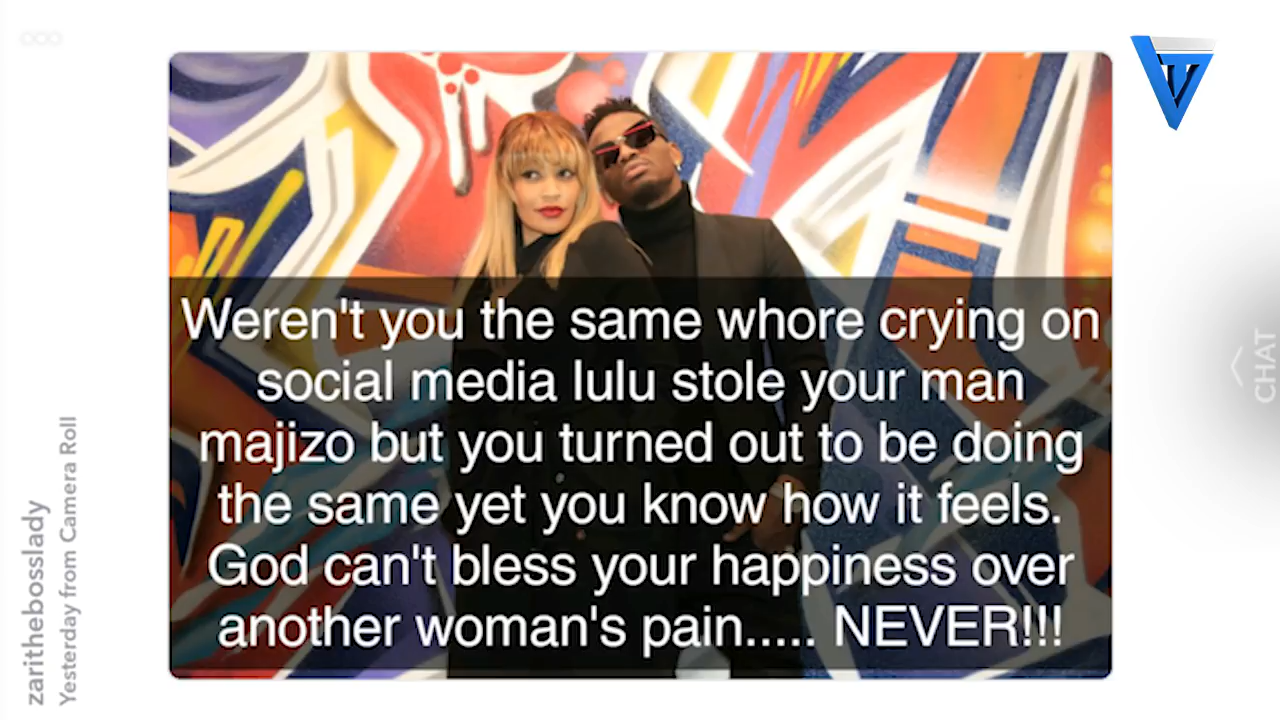 Weren't you the same whore crying on
social media lulu stole your man
majizo but you turned out to be doing
the same yet you know how it feels.
God can't bless your happiness over
another woman's pain..... NEVER!!!
zarithebosslady
Yesterday from Camera Roll
CHAT